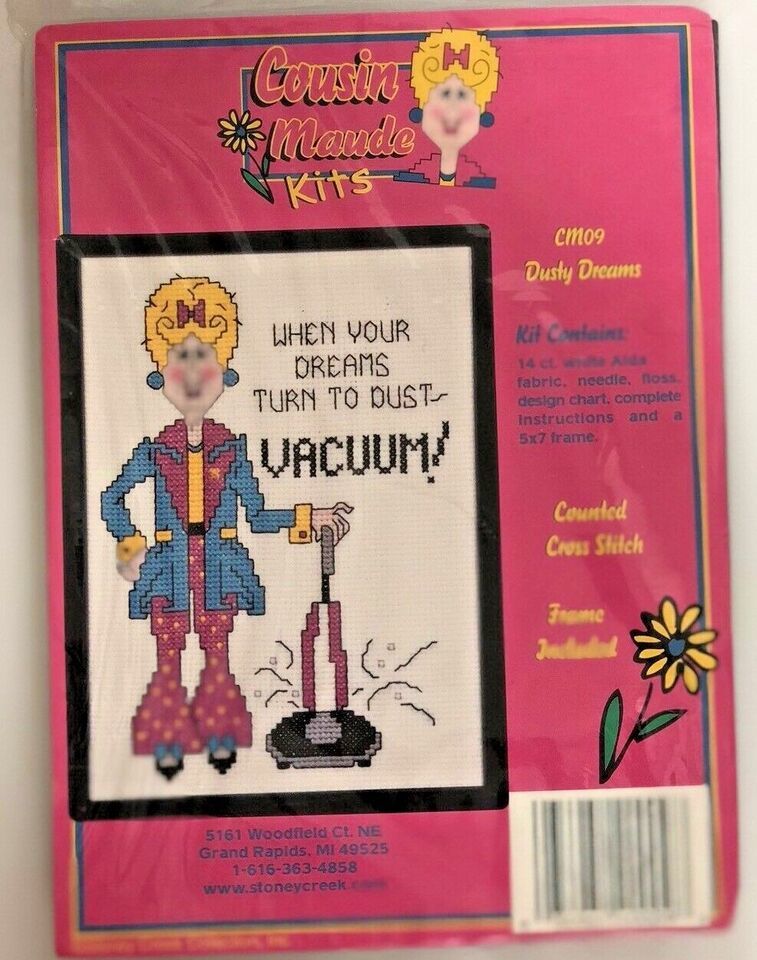 Cousin
Maude
Kits
CM09
Dusty Dreams
WHEN YOUR
DREAMS
TURN TO DUST~
VACUUM!
Kit Contains:
14 ct. white Aida
fabric, needle, floss,
design chart, complete
instructions and a
5x7 frame.
Counted
Cross Stitch
Frame
Included
5161 Woodfield Ct. NE
Grand Rapids, MI 49525
1-616-363-4858
www.stoneycreek.com